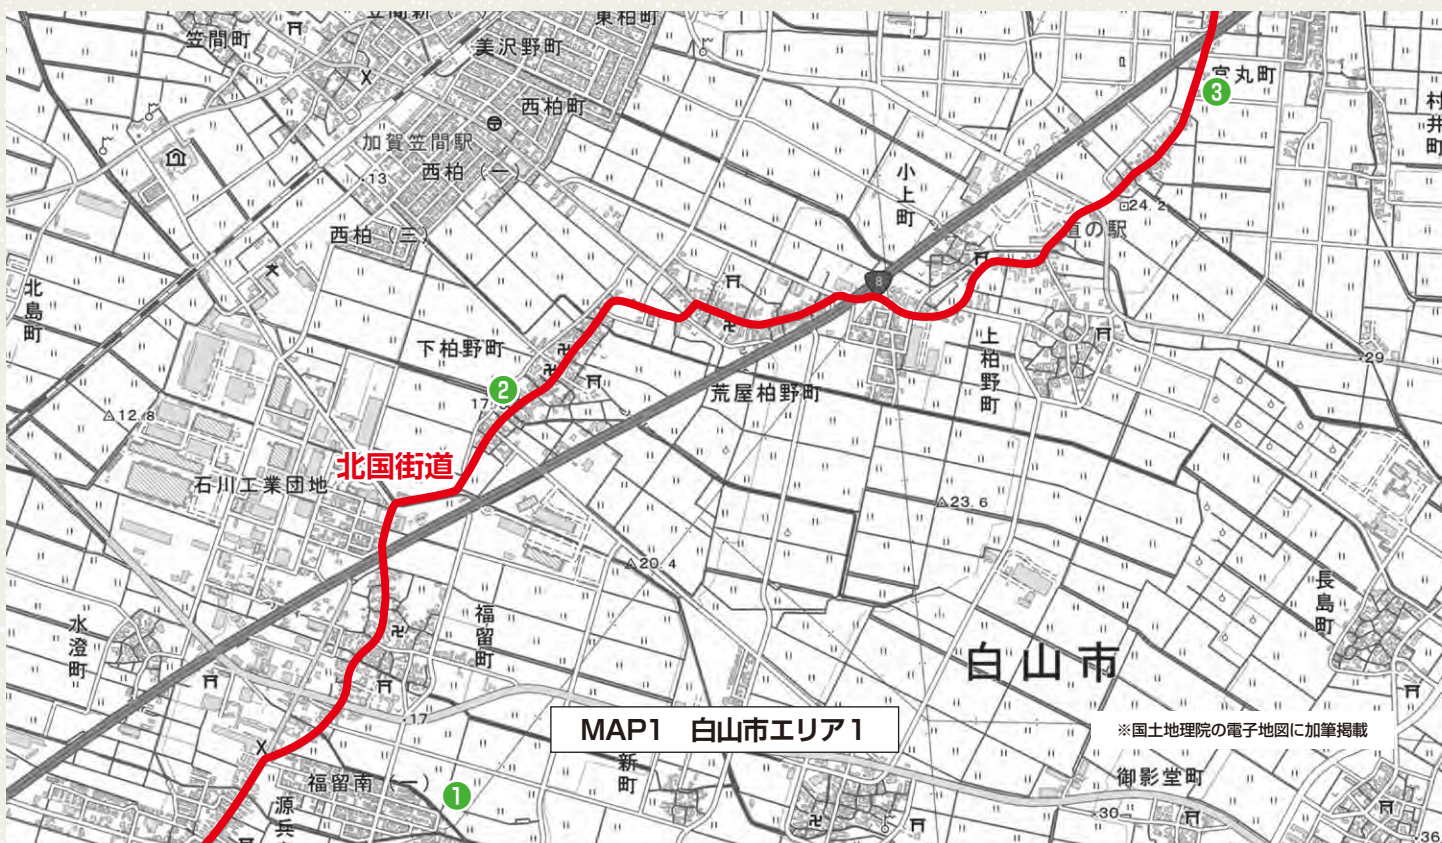 笠間町
東柏町
美沢野町
西柏町
加賀笠間駅
西柏(一)
13
西柏(三)
北島町
宮丸町
3
村井町
小上町
24.2
道の駅
8
下柏野町
2
荒屋柏野町
上柏野町
29
12.8
北国街道
石川工業団地
23.6
20.4
水澄町
福留町
長島町
白山市
17
MAP1 白山市エリア1
※国土地理院の電子地図に加筆掲載
福留南(一)
1
新町
御影堂町
30
36